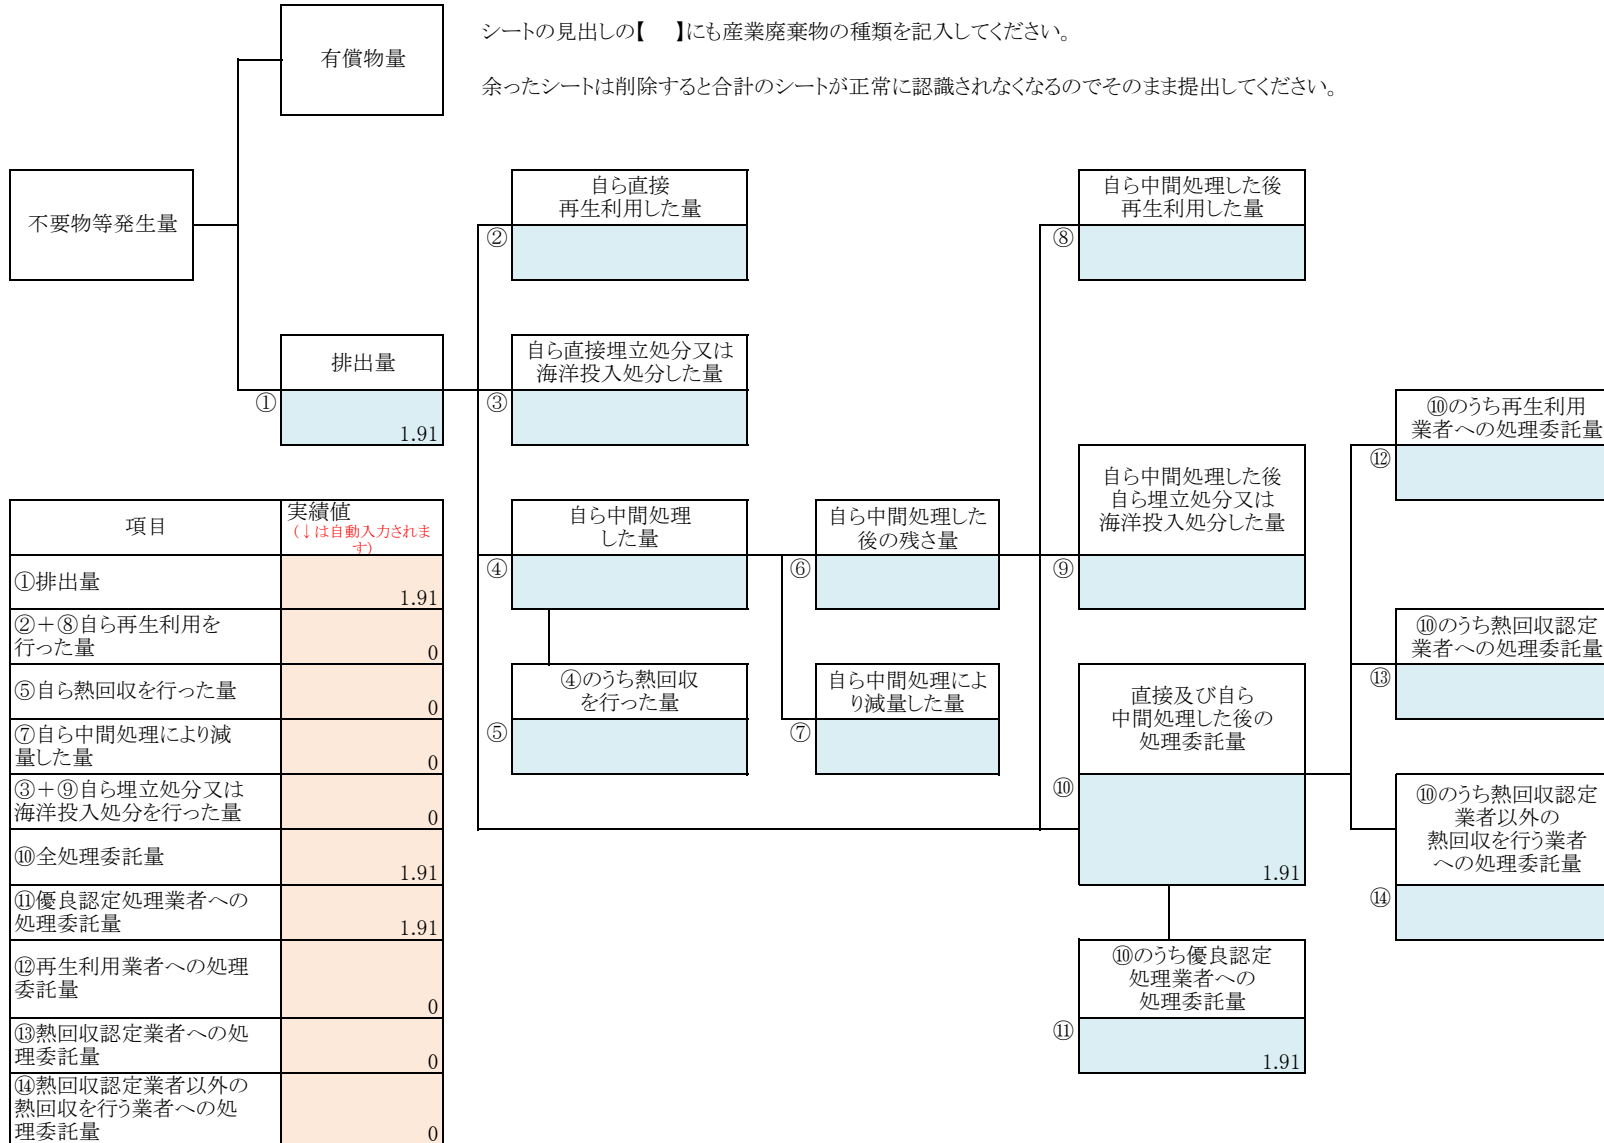 有償物量
シートの見出しの【　】にも産業廃棄物の種類を記入してください。
余ったシートは削除すると合計のシートが正常に認識されなくなるのでそのまま提出してください。
不要物等発生量
自ら直接
再生利用した量
②
自ら中間処理した後
再生利用した量
⑧
排出量
①
1.91
自ら直接埋立処分又は
海洋投入処分した量
③
⑩のうち再生利用
業者への処理委託量
⑫
自ら中間処理した後
自ら埋立処分又は
海洋投入処分した量
⑨
自ら中間処理
した量
④
自ら中間処理した
後の残さ量
⑥
⑩のうち熱回収認定
業者への処理委託量
⑬
④のうち熱回収
を行った量
⑤
自ら中間処理によ
り減量した量
⑦
直接及び自ら
中間処理した後の
処理委託量
⑩
1.91
⑩のうち熱回収認定
業者以外の
熱回収を行う業者
への処理委託量
⑭
⑩のうち優良認定
処理業者への
処理委託量
⑪
1.91
項目
実績値
(↓は自動入力されま
す)
①排出量
1.91
②＋⑧自ら再生利用を
行った量
0
⑤自ら熱回収を行った量
0
⑦自ら中間処理により減
量した量
0
③＋⑨自ら埋立処分又は
海洋投入処分を行った量
0
⑩全処理委託量
1.91
⑪優良認定処理業者への
処理委託量
1.91
⑫再生利用業者への処理
委託量
0
⑬熱回収認定業者への処
理委託量
0
⑭熱回収認定業者以外の
熱回収を行う業者への処
理委託量
0